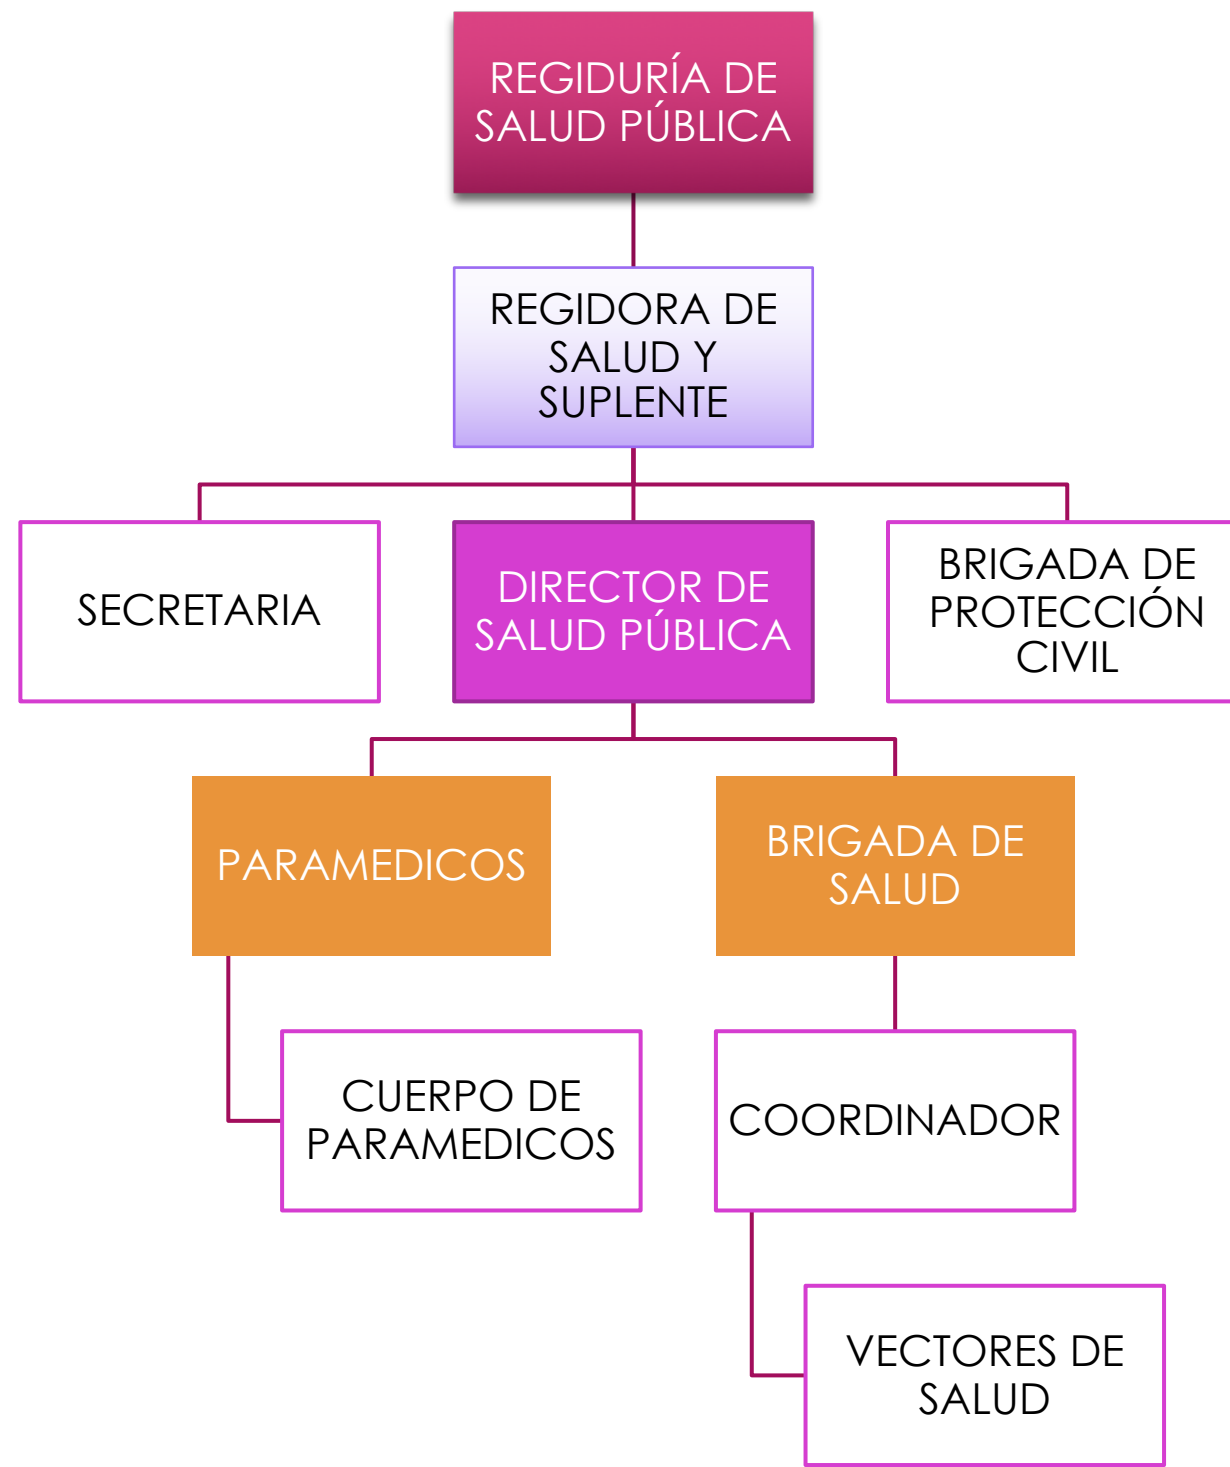 REGIDURÍA DE
SALUD PÚBLICA
REGIDORA DE
SALUD Y
SUPLENTE
SECRETARIA
DIRECTOR DE
SALUD PÚBLICA
BRIGADA DE
PROTECCIÓN
CIVIL
PARAMEDICOS
BRIGADA DE
SALUD
CUERPO DE
PARAMEDICOS
COORDINADOR
VECTORES DE
SALUD